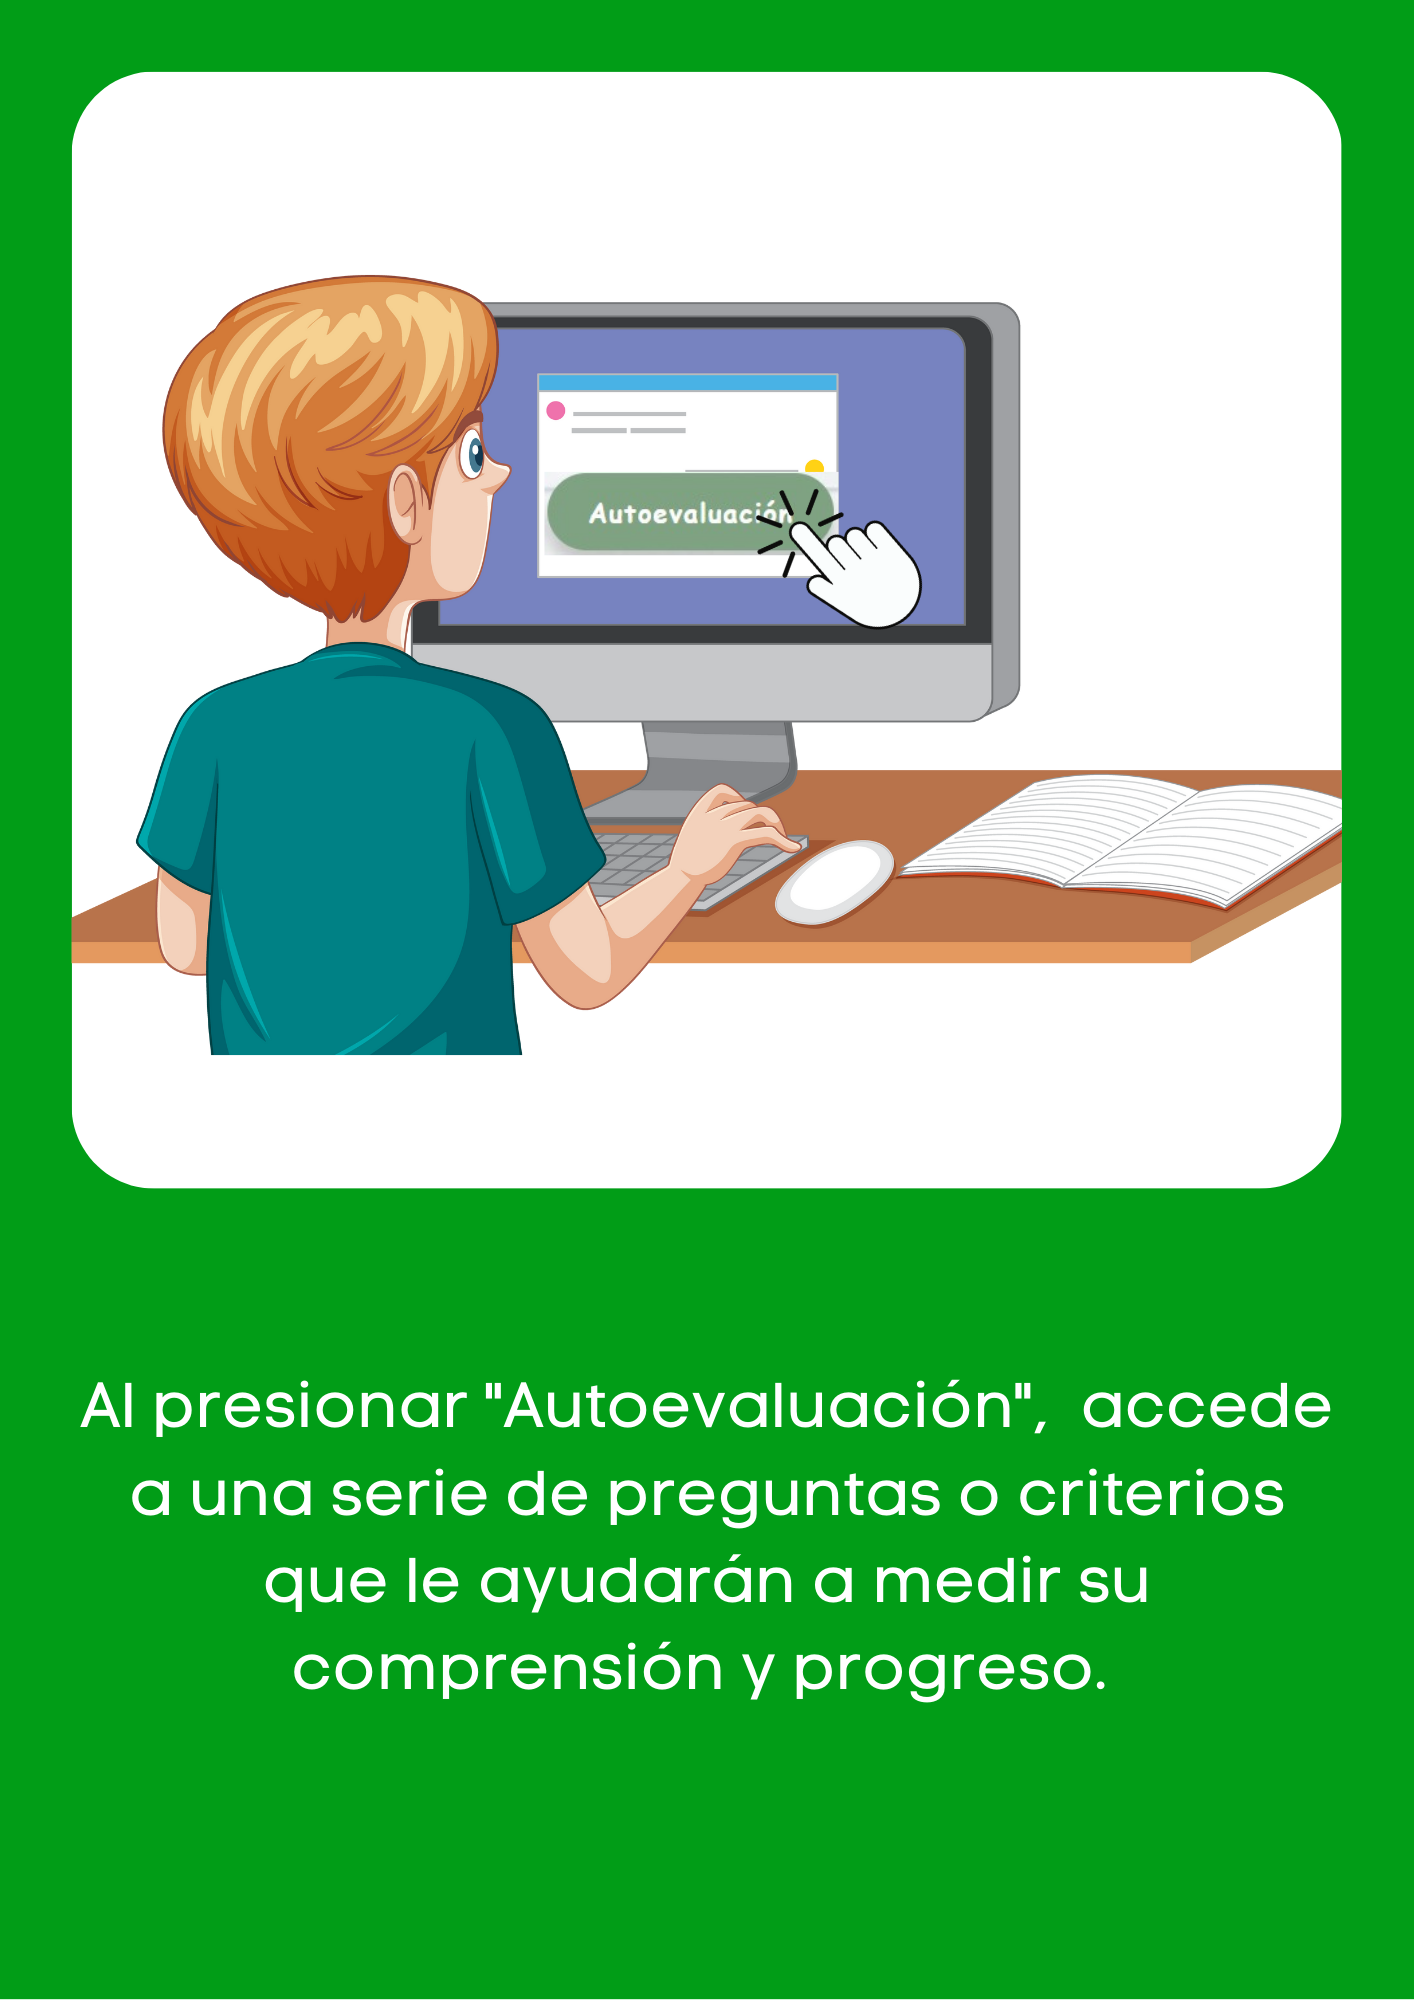 Autoevaluación
Al presionar "Autoevaluación", accede
a una serie de preguntas o criterios
que le ayudarán a medir su
comprensión y progreso.